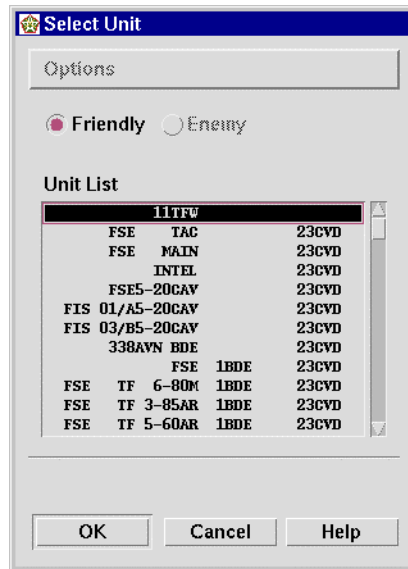 Select Unit
Options
Friendly Enemy
Unit List
11TFW
FSE TAC 23CVD
FSE MAIN 23CVD
INTEL 23CVD
FSE5-20CAV 23CVD
FIS 01/A5-20CAV 23CVD
FIS 03/B5-20CAV 23CVD
338AVN BDE 23CVD
FSE 1BDE 23CVD
FSE TF 6-80M 1BDE 23CVD
FSE TF 3-85AR 1BDE 23CVD
FSE TF 5-60AR 1BDE 23CVD
OK Cancel Help